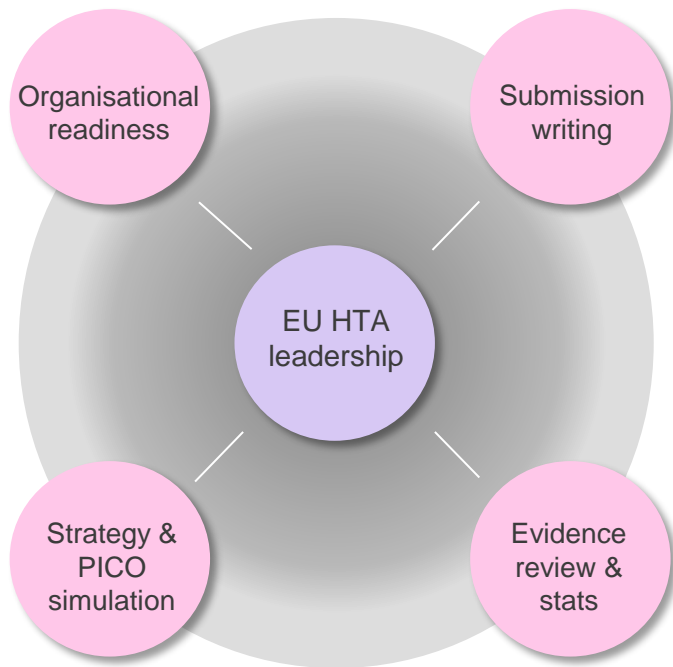 Organisational
readiness
Submission
writing
EU HTA
leadership
Strategy &
PICO
simulation
Evidence
review &
stats